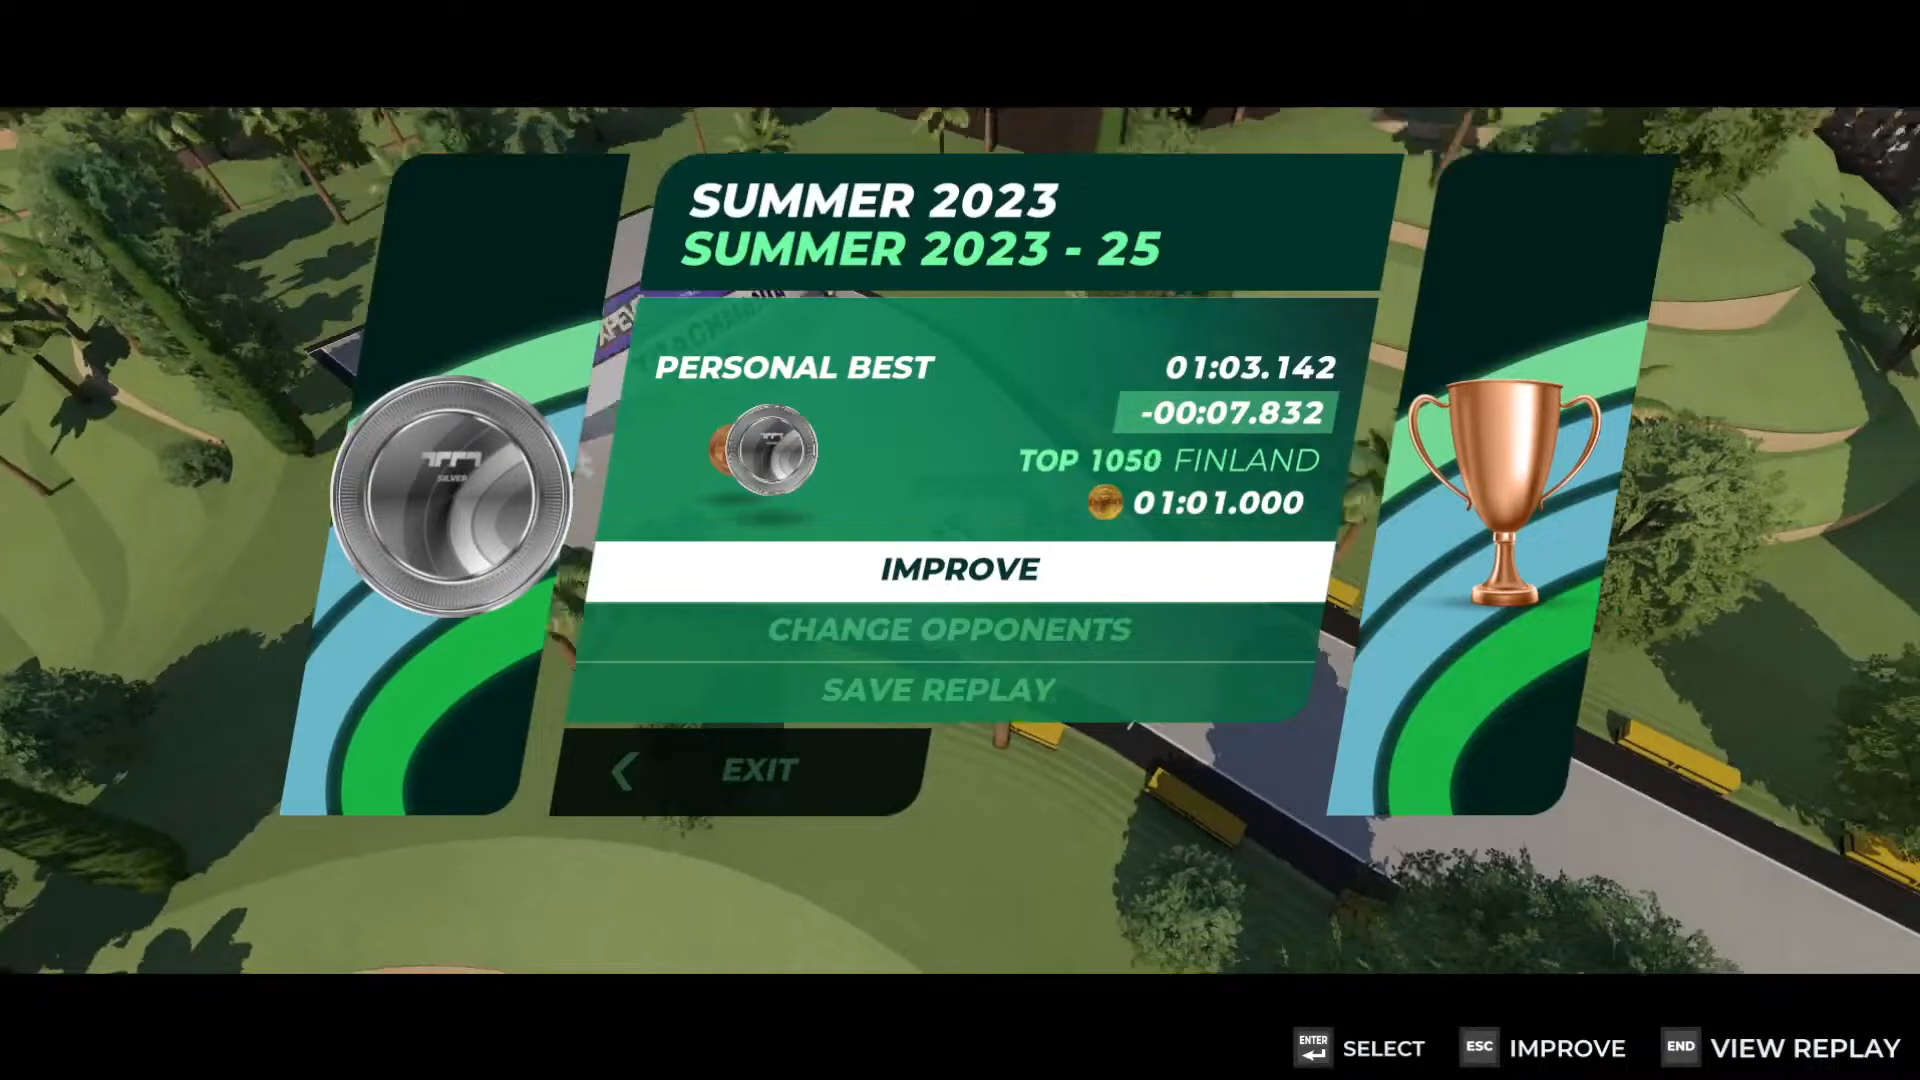 SUMMER 2023
SUMMER 2023 - 25
PERSONAL BEST
01:03.142
-00:07.832
TOP 1050 FINLAND
01:01.000
SILVER
IMPROVE
CHANGE OPPONENTS
SAVE REPLAY
EXIT
ENTER SELECT
ESC IMPROVE
END VIEW REPLAY